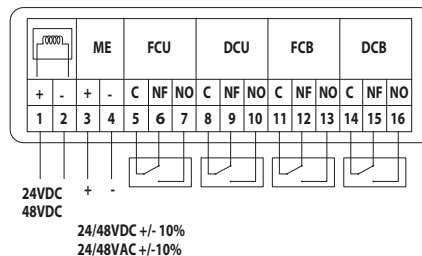 ME FCU DCU FCB DCB
+ - + - C NF NO C NF NO C NF NO C NF NO
1 2 3 4 5 6 7 8 9 10 11 12 13 14 15 16
24VDC + -
48VDC
24/48VDC +/- 10%
24/48VAC +/-10%